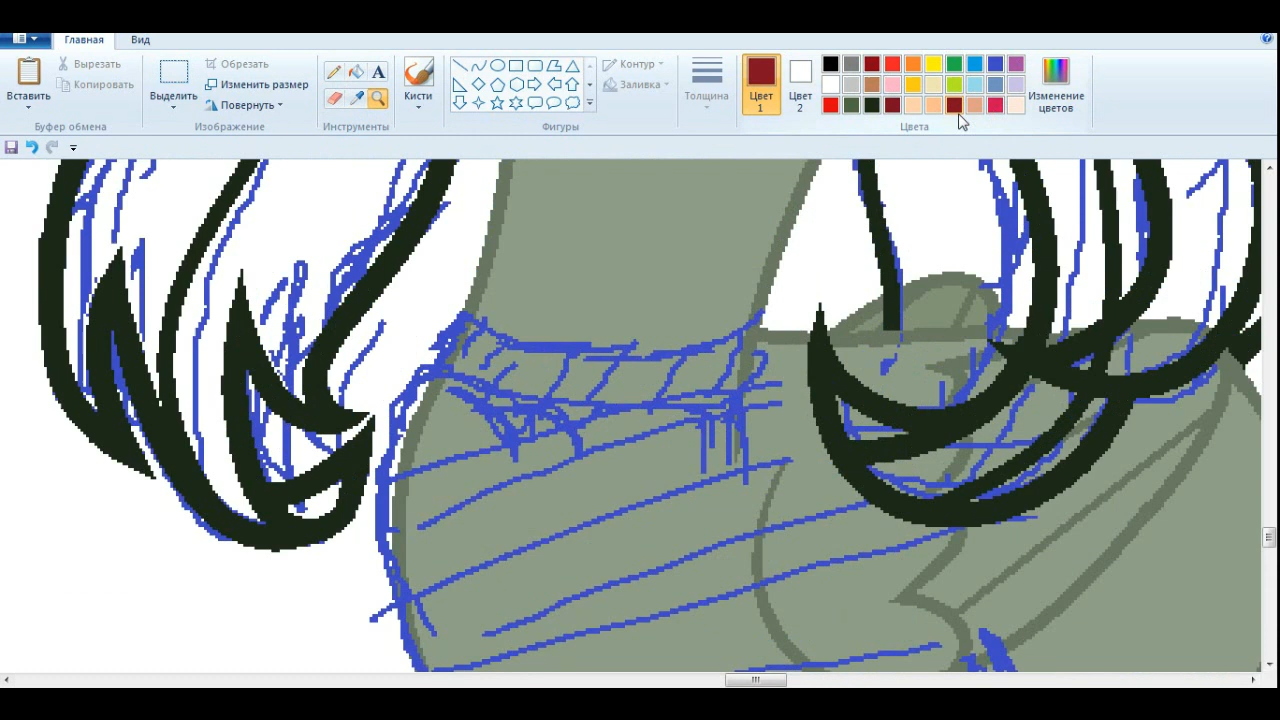 Главная Вид
Вставить
Вырезать
Копировать
Буфер обмена
Выделить
Обрезать
Изменить размер
Повернуть
Изображение
A
Инструменты
Кисти
Фигуры
Контур
Заливка
Толщина
Цвет 1
Цвет 2
Цвета
Изменение цветов